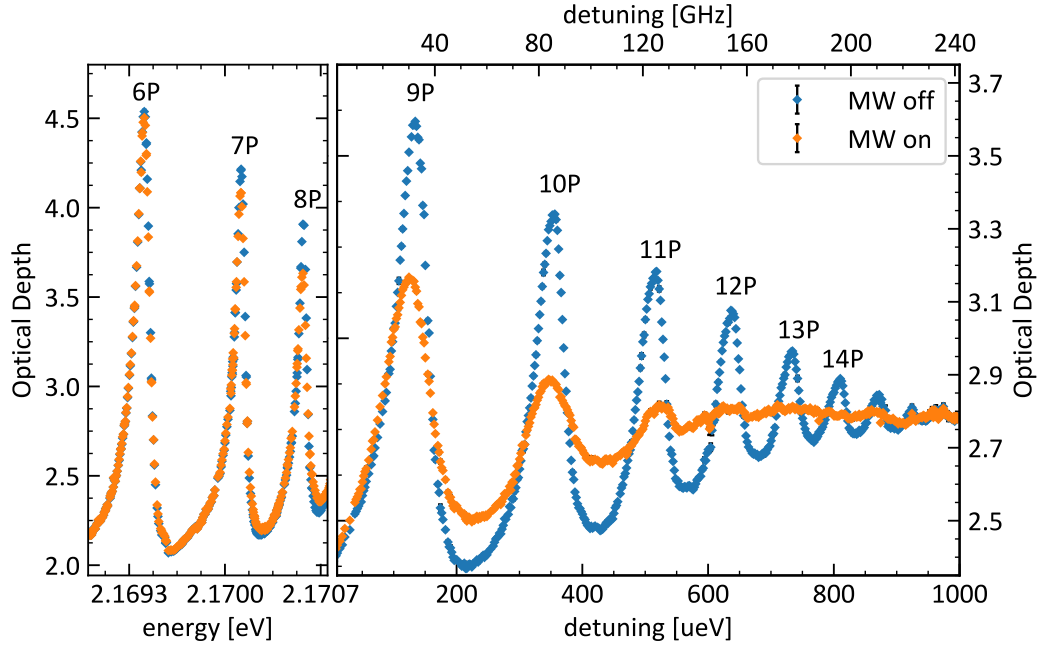 detuning [GHz]
40 80 120 160 200 240
6P
7P
8P
9P
10P
11P
12P
13P
14P
MW off
MW on
Optical Depth
4.5
4.0
3.5
3.0
2.5
2.0
3.7
3.5
3.3
3.1
2.9
2.7
2.5
Optical Depth
2.1693 2.1700 2.1707 200 400 600 800 1000
energy [eV]
detuning [ueV]